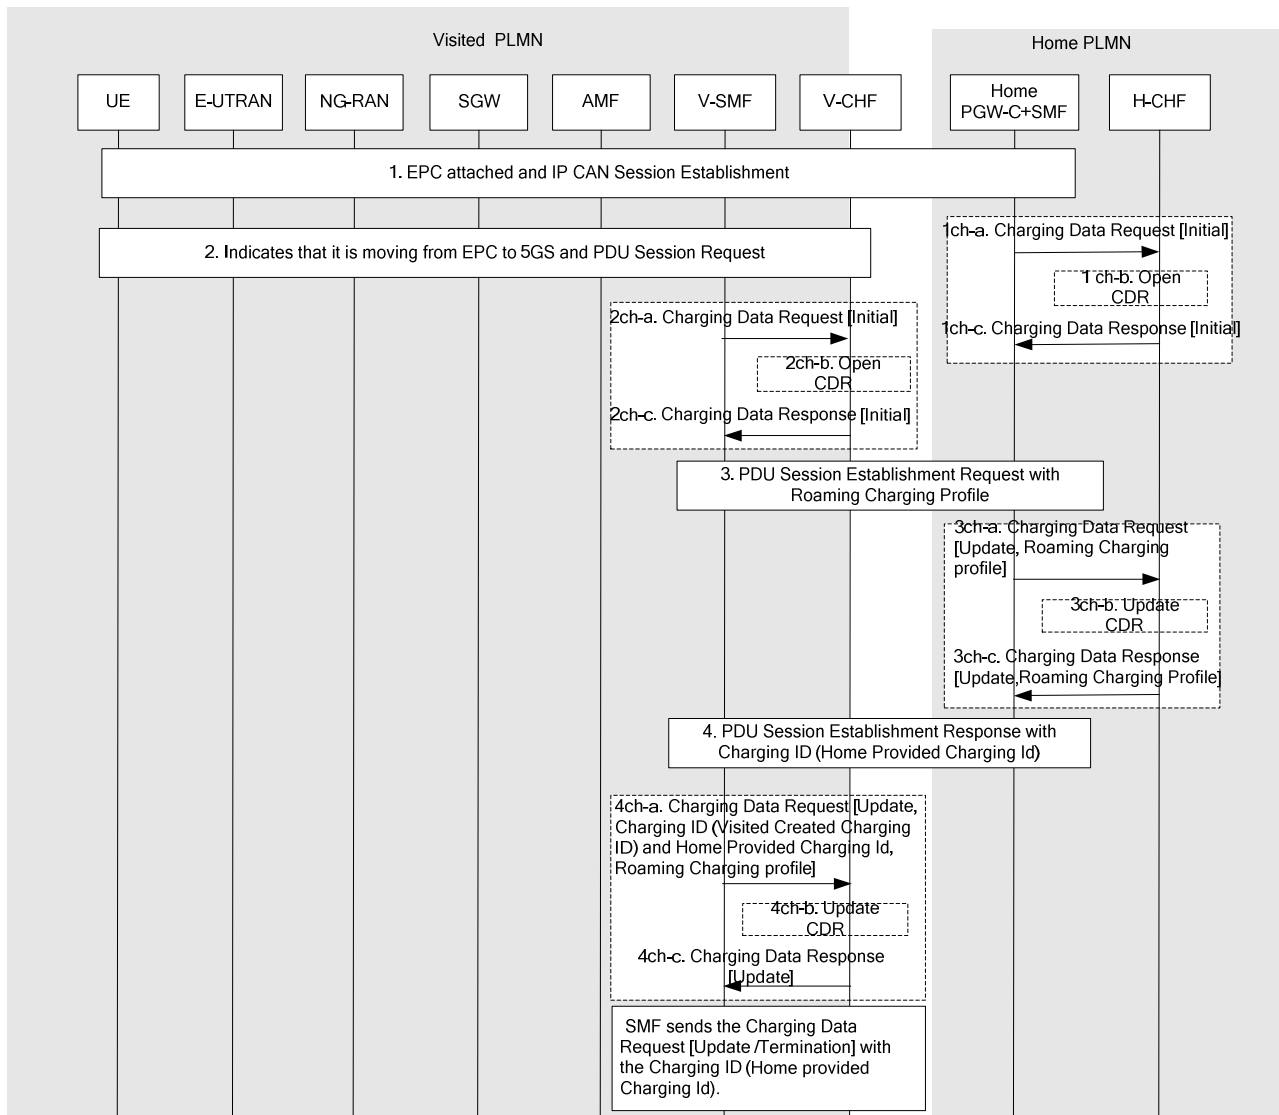 Visited PLMN
Home PLMN
UE
E-UTRAN
NG-RAN
SGW
AMF
V-SMF
V-CHF
Home
PGW-C+SMF
H-CHF
1. EPC attached and IP CAN Session Establishment
1ch-a. Charging Data Request [Initial]
2. Indicates that it is moving from EPC to 5GS and PDU Session Request
1 ch-b. Open
CDR
1ch-c. Charging Data Response [Initial]
2ch-a. Charging Data Request [Initial]
2ch-b. Open
CDR
2ch-c. Charging Data Response [Initial]
3. PDU Session Establishment Request with
Roaming Charging Profile
3ch-a. Charging Data Request
[Update, Roaming Charging
profile]
3ch-b. Update
CDR
3ch-c. Charging Data Response
[Update,Roaming Charging Profile]
4. PDU Session Establishment Response with
Charging ID (Home Provided Charging Id)
4ch-a. Charging Data Request [Update,
Charging ID (Visited Created Charging
ID) and Home Provided Charging Id,
Roaming Charging profile]
4ch-b. Update
CDR
4ch-c. Charging Data Response
[Update]
SMF sends the Charging Data
Request [Update /Termination] with
the Charging ID (Home provided
Charging Id).